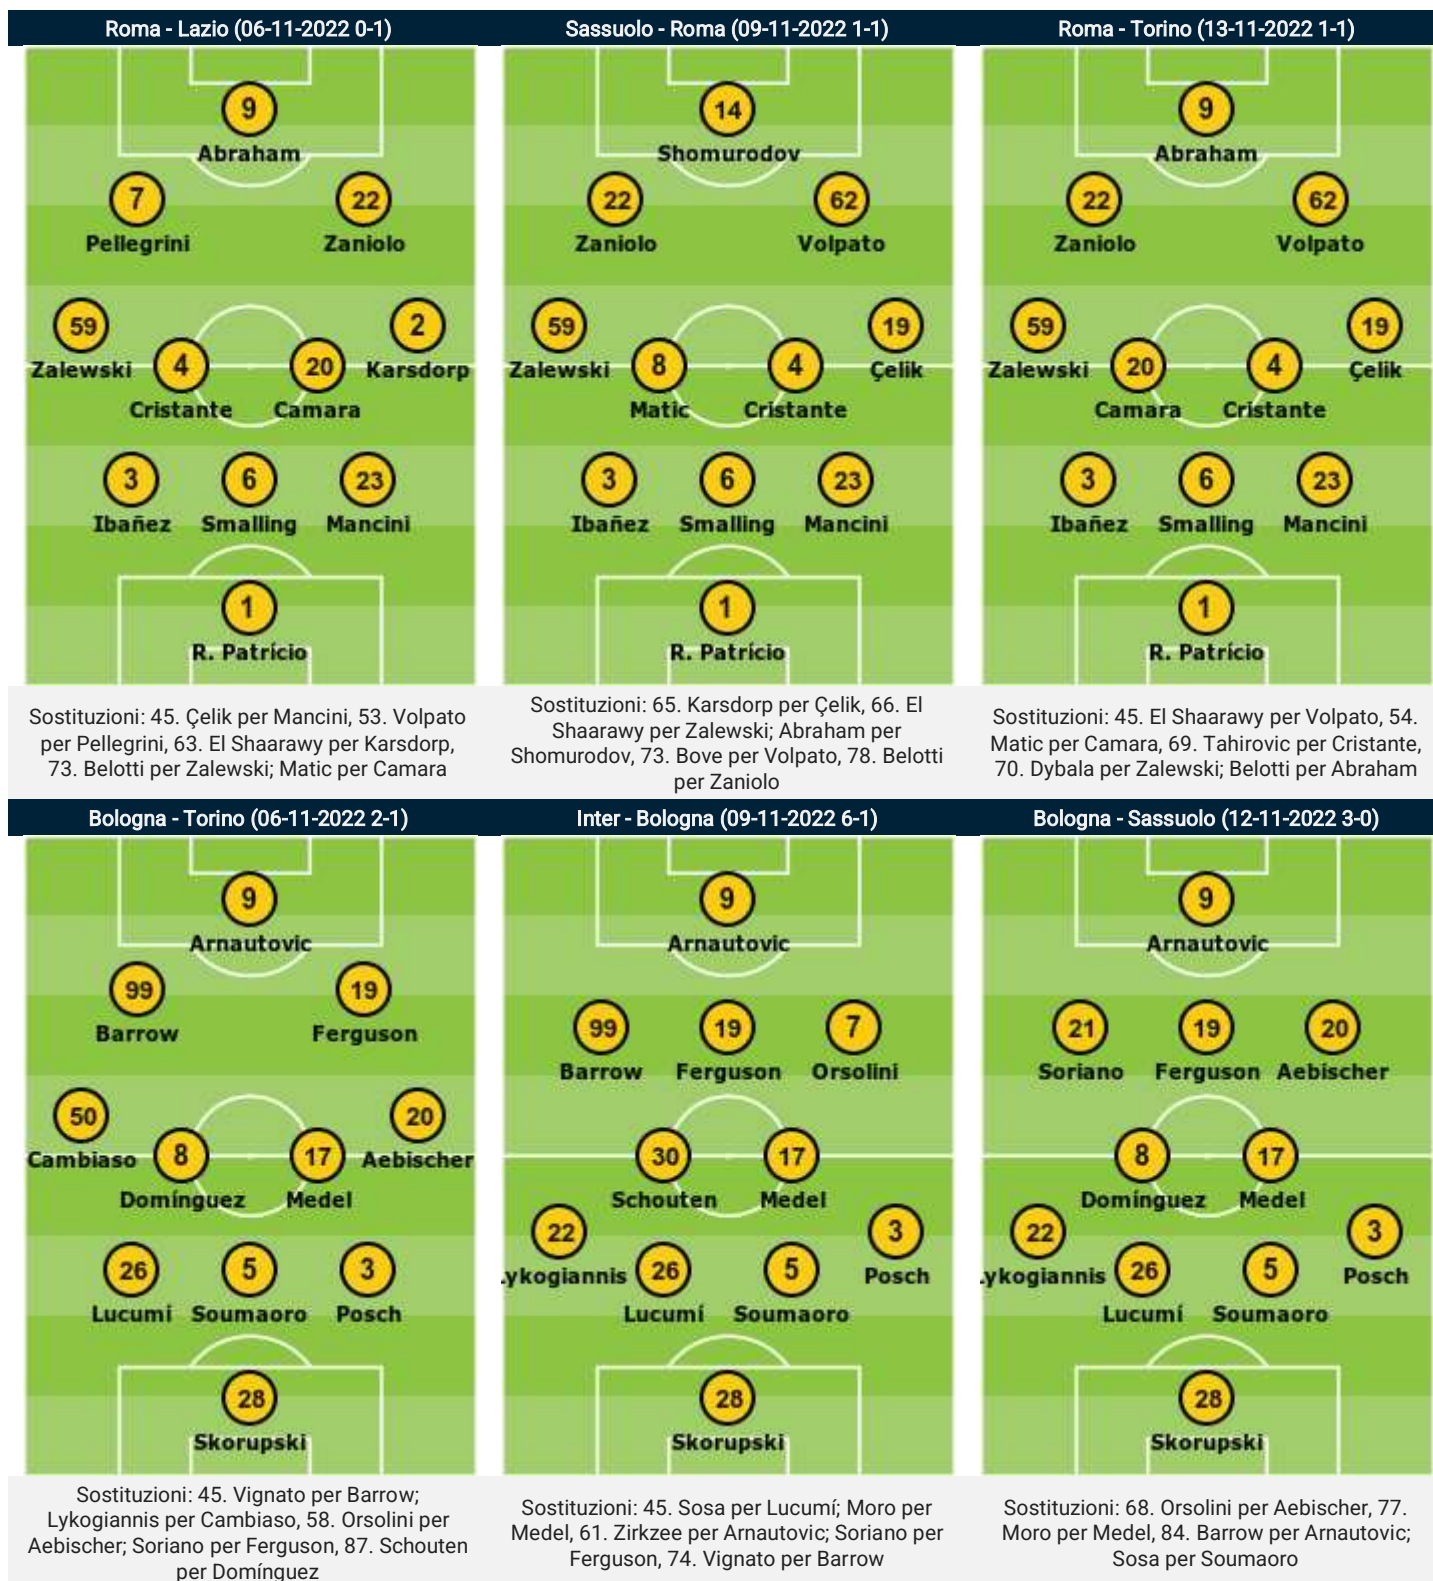 Roma - Lazio (06-11-2022 0-1)
9
Abraham
7
22
Pellegrini
Zaniolo
59
2
4
20
Zalewski
Karsdorp
Cristante
Camara
3
6
23
Ibañez
Smalling
Mancini
1
R. Patrício
Sostituzioni: 45. Çelik per Mancini, 53. Volpato
per Pellegrini, 63. El Shaarawy per Karsdorp,
73. Belotti per Zalewski; Matic per Camara
Sassuolo - Roma (09-11-2022 1-1)
14
Shomurodov
22
62
Zaniolo
Volpato
59
19
8
4
Zalewski
Çelik
Matic
Cristante
3
6
23
Ibañez
Smalling
Mancini
1
R. Patrício
Sostituzioni: 65. Karsdorp per Çelik, 66. El
Shaarawy per Zalewski; Abraham per
Shomurodov, 73. Bove per Volpato, 78. Belotti
per Zaniolo
Roma - Torino (13-11-2022 1-1)
9
Abraham
22
62
Zaniolo
Volpato
59
19
20
4
Zalewski
Çelik
Camara
Cristante
3
6
23
Ibañez
Smalling
Mancini
1
R. Patrício
Sostituzioni: 45. El Shaarawy per Volpato, 54.
Matic per Camara, 69. Tahirovic per Cristante,
70. Dybala per Zalewski; Belotti per Abraham
Bologna - Torino (06-11-2022 2-1)
9
Arnautovic
99
19
Barrow
Ferguson
50
20
8
17
Cambiaso
Aebischer
Domínguez
Medel
26
5
3
Lucumí
Soumaoro
Posch
28
Skorupski
Sostituzioni: 45. Vignato per Barrow;
Lykogiannis per Cambiaso, 58. Orsolini per
Aebischer; Soriano per Ferguson, 87. Schouten
per Domínguez
Inter - Bologna (09-11-2022 6-1)
9
Arnautovic
99
19
7
Barrow
Ferguson
Orsolini
30
17
Schouten
Medel
22
3
26
5
ykogiannis
Posch
Lucumí
Soumaoro
28
Skorupski
Sostituzioni: 45. Sosa per Lucumí; Moro per
Medel, 61. Zirkzee per Arnautovic; Soriano per
Ferguson, 74. Vignato per Barrow
Bologna - Sassuolo (12-11-2022 3-0)
9
Arnautovic
21
19
20
Soriano
Ferguson
Aebischer
8
17
Domínguez
Medel
22
3
26
5
ykogiannis
Posch
Lucumí
Soumaoro
28
Skorupski
Sostituzioni: 68. Orsolini per Aebischer, 77.
Moro per Medel, 84. Barrow per Arnautovic;
Sosa per Soumaoro